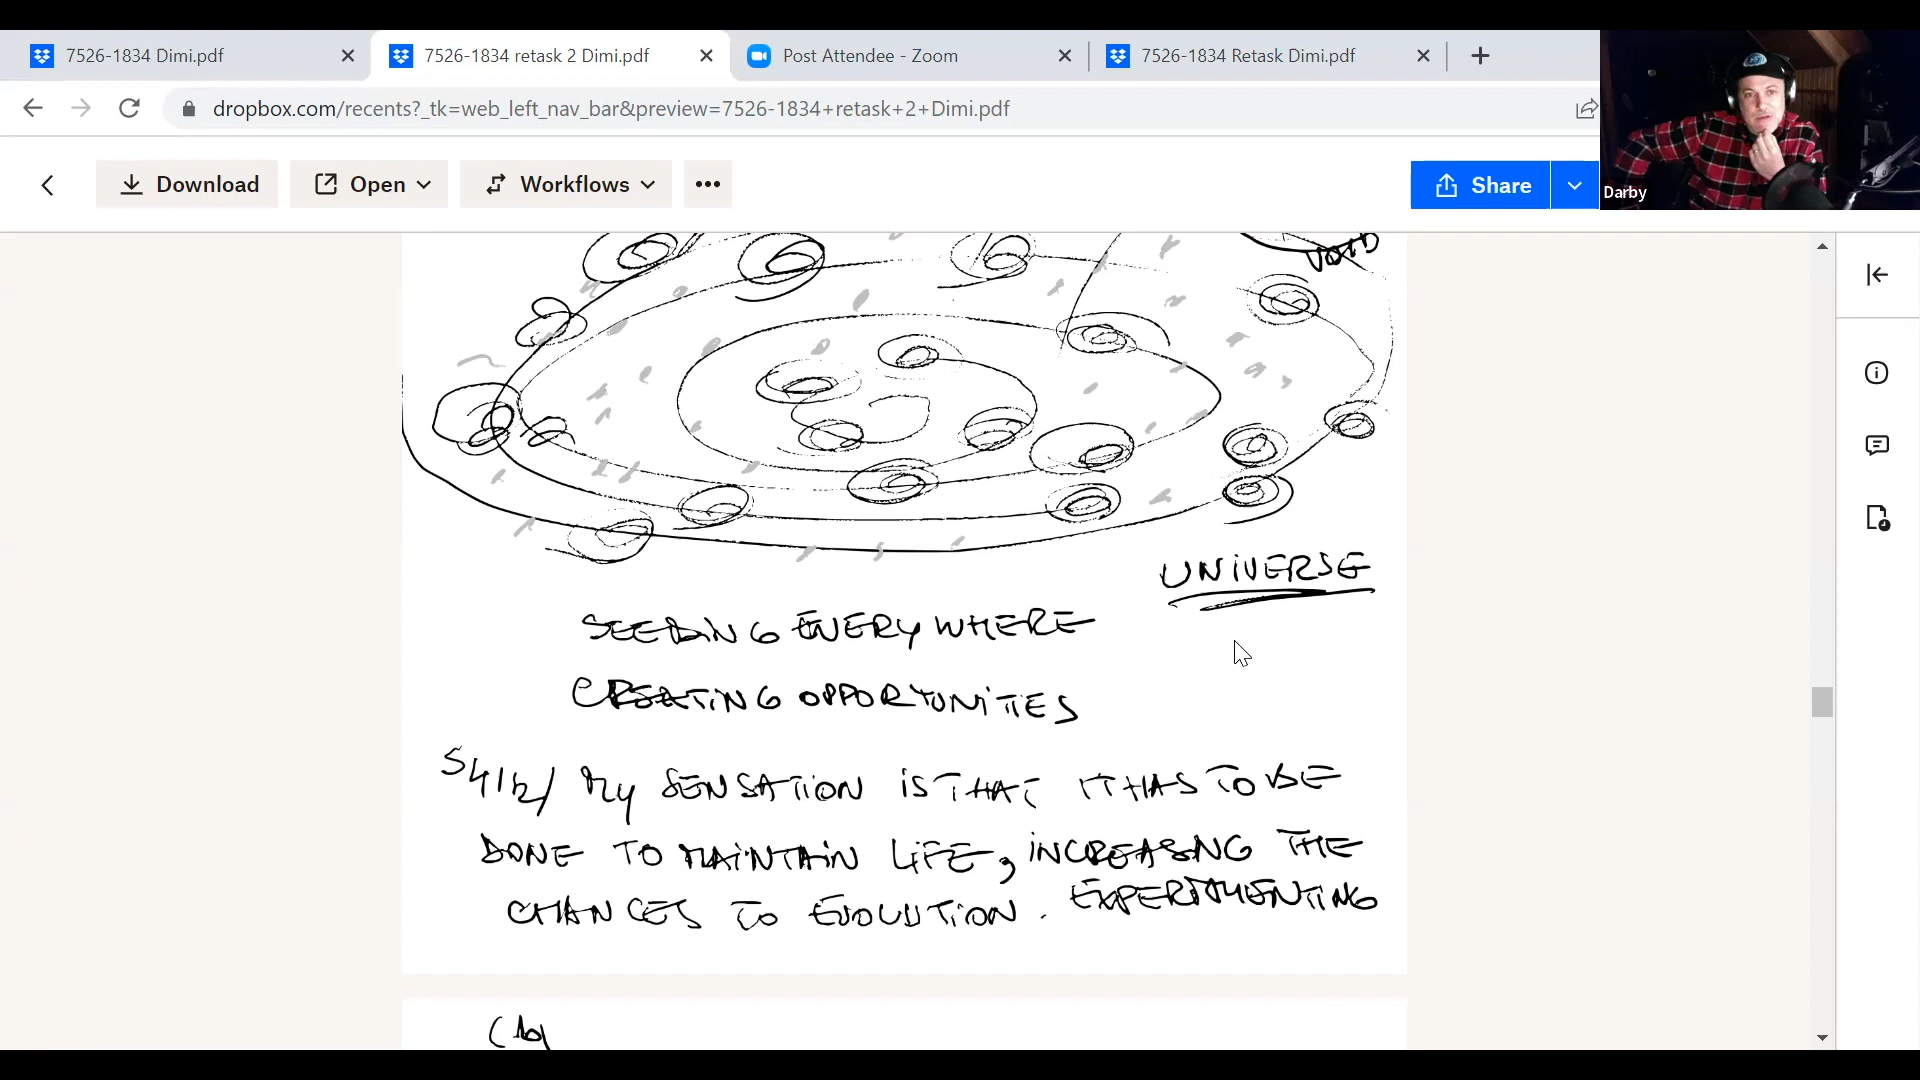 7526-1834 Dimi.pdf
7526-1834 retask 2 Dimi.pdf
Post Attendee - Zoom
7526-1834 Retask Dimi.pdf
dropbox.com/recents?_tk=web_left_nav_bar&preview=7526-1834+retask+2+Dimi.pdf
Download
Open
Workflows
Share
Darby
VOID
UNIVERSE
SEEDING EVERYWHERE
CREATING OPPORTUNITIES
My SENSATION iS THAT IT HAS TO BE
DONE TO MAINTAIN LIFE, INCREASING THE
CHANCES TO EVOLUTION. EXPERIMENTING